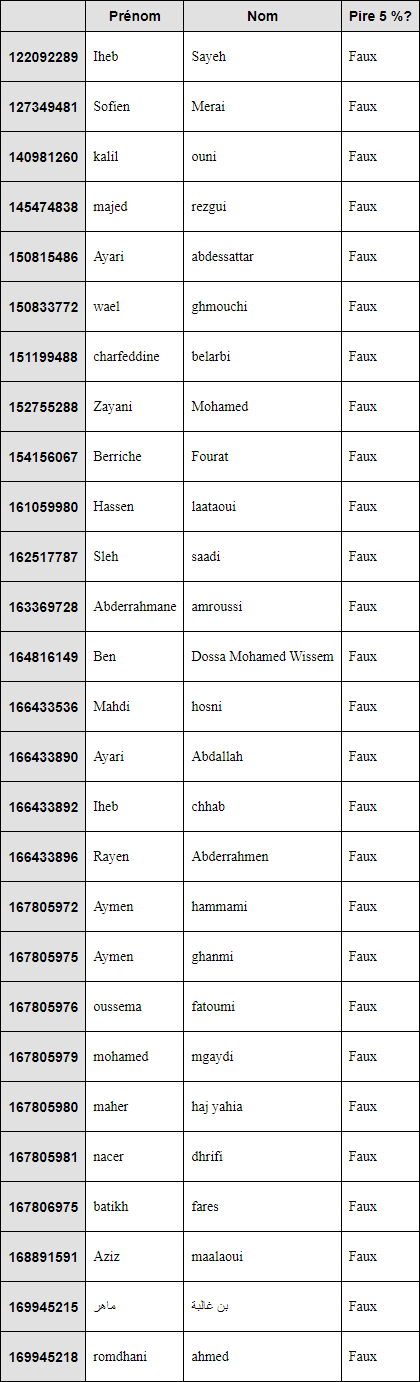 Prénom Nom Pire 5 %?
122092289 Iheb Sayeh Faux
127349481 Sofien Merai Faux
140981260 kalil ouni Faux
145474838 majed rezgui Faux
150815486 Ayari abdessattar Faux
150833772 wael ghmouchi Faux
151199488 charfeddine belarbi Faux
152755288 Zayani Mohamed Faux
154156067 Berriche Fourat Faux
161059980 Hassen laataoui Faux
162517787 Sleh saadi Faux
163369728 Abderrahmane amroussi Faux
164816149 Ben Dossa Mohamed Wissem Faux
166433536 Mahdi hosni Faux
166433890 Ayari Abdallah Faux
166433892 Iheb chhab Faux
166433896 Rayen Abderrahmen Faux
167805972 Aymen hammami Faux
167805975 Aymen ghanmi Faux
167805976 oussema fatoumi Faux
167805979 mohamed mgaydi Faux
167805980 maher haj yahia Faux
167805981 nacer dhrifi Faux
167806975 batikh fares Faux
168891591 Aziz maalaoui Faux
169945215 ماهر بن غالية Faux
169945218 romdhani ahmed Faux